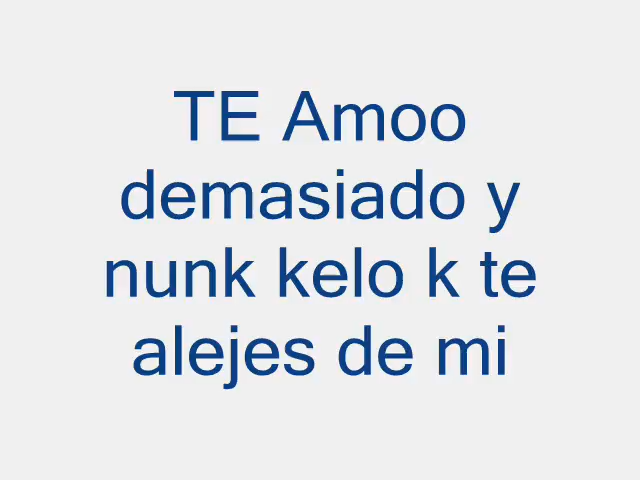 TE Amoo
demasiado y
nunk kelo k te
alejes de mi